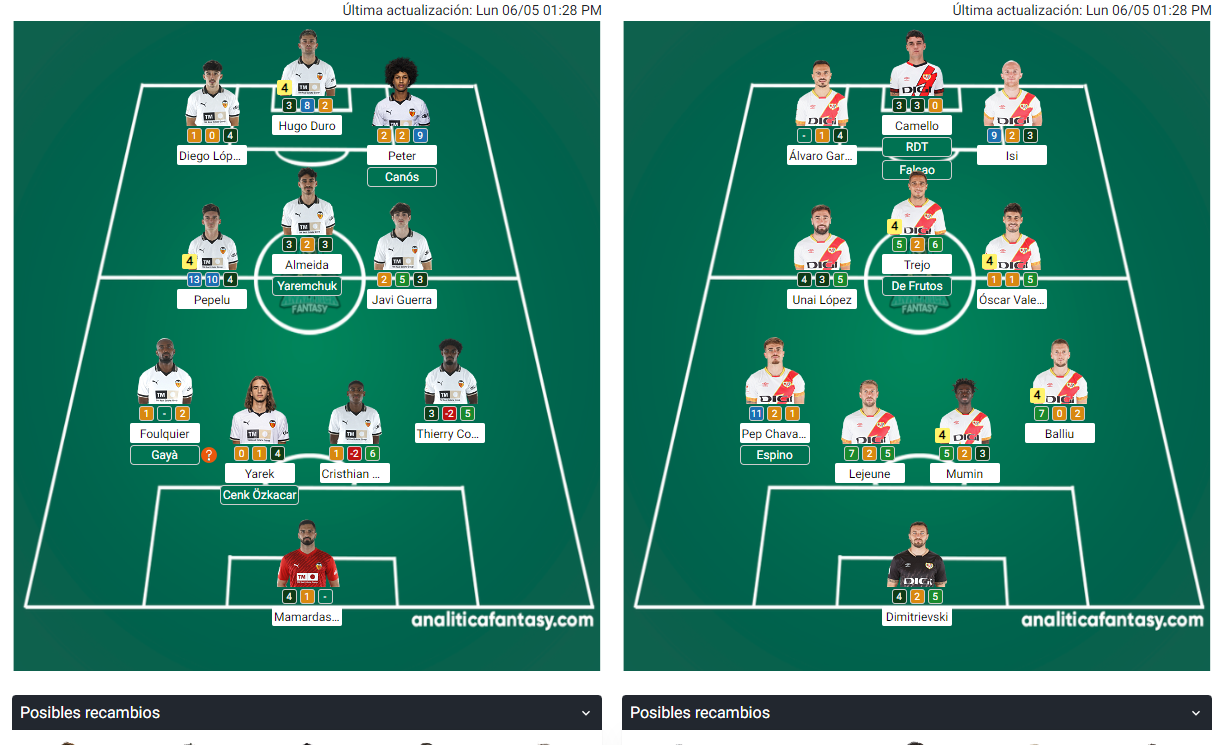 Última actualización: Lun 06/05 01:28 PM
4
3 8 2
Hugo Duro
1 0 4
Diego Lóp...
2 2 9
Peter
Canós
3 2 3
Almeida
Yaremchuk
4
13 10 4
Pepelu
2 5 3
Javi Guerra
FANTASY
1 - 2
Foulquier
Gayà ?
3 -2 5
Thierry Co...
0 1 4
Yarek
Cenk Özkacar
1 -2 6
Cristhian ...
4 1 -
Mamardas...
analiticafantasy.com
Posibles recambios
Última actualización: Lun 06/05 01:28 PM
3 3 0
Camello
RDT
Falcao
- 1 4
Álvaro Gar...
9 2 3
Isi
4
5 2 6
Trejo
De Frutos
4 3 5
Unai López
4
1 1 5
Óscar Vale...
FANTASY
11 2 1
Pep Chava...
Espino
4
7 0 2
Balliu
7 2 5
Lejeune
4
5 2 3
Mumin
DIGI
4 2 5
Dimitrievski
analiticafantasy.com
Posibles recambios